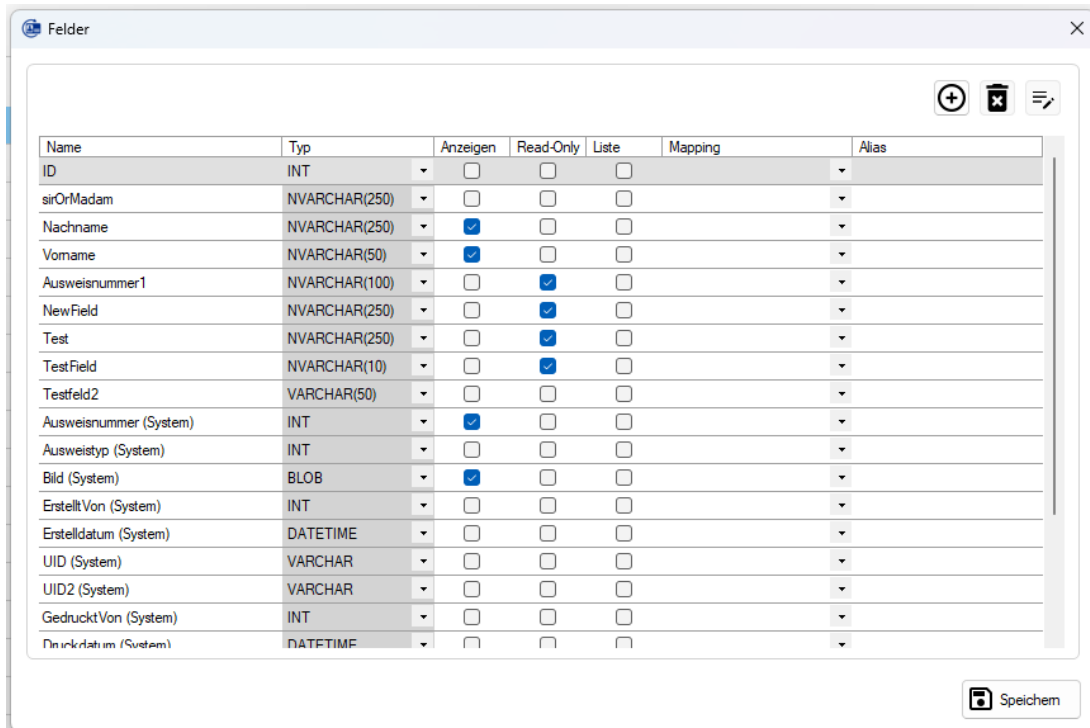 Felder
Name Typ Anzeigen Read-Only Liste Mapping Alias
ID INT
sirOrMadam NVARCHAR(250)
Nachname NVARCHAR(250)
Vorname NVARCHAR(50)
Ausweisnummer1 NVARCHAR(100)
NewField NVARCHAR(250)
Test NVARCHAR(250)
TestField NVARCHAR(10)
Testfeld2 VARCHAR(50)
Ausweisnummer (System) INT
Ausweistyp (System) INT
Bild (System) BLOB
ErstelltVon (System) INT
Erstelldatum (System) DATETIME
UID (System) VARCHAR
UID2 (System) VARCHAR
GedrucktVon (System) INT
Druckdatum (System) DATETIME
Speichern